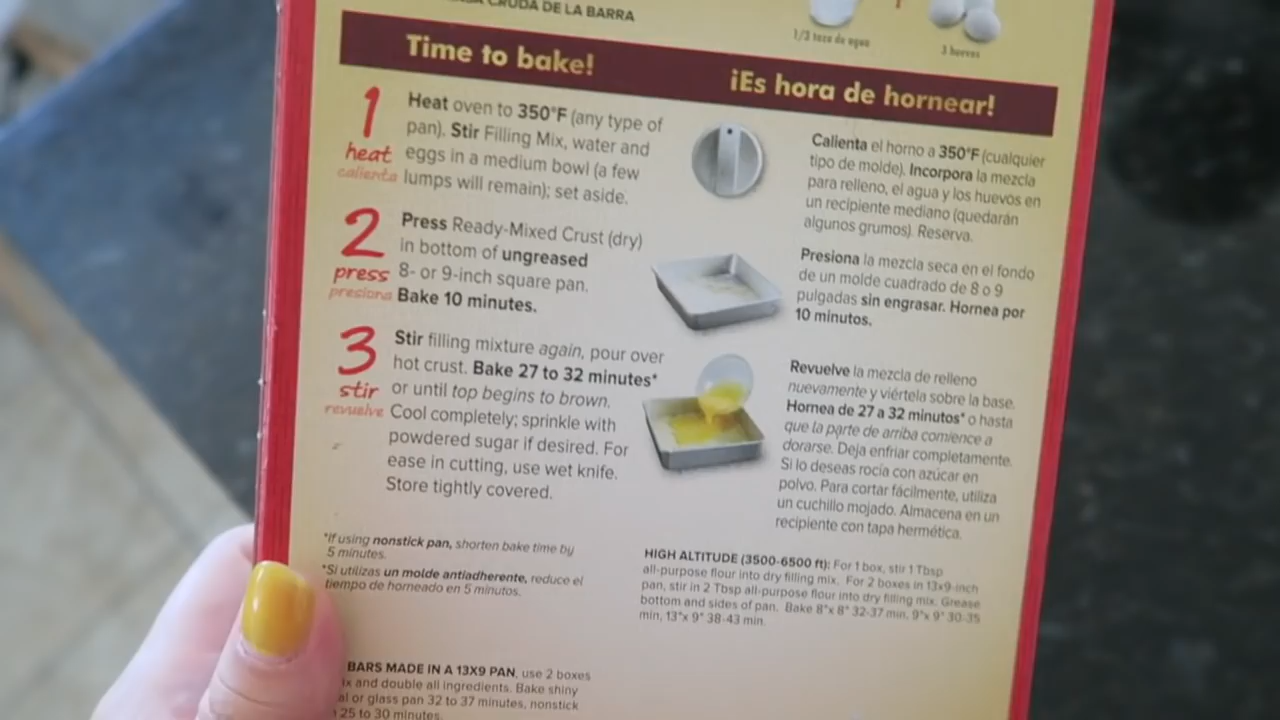 CRUDA DE LA BARRA
1/3 taza de agua
3 huevos
Time to bake!
¡Es hora de hornear!
1
heat
calienta
Heat oven to 350°F (any type of
pan). Stir Filling Mix, water and
eggs in a medium bowl (a few
lumps will remain); set aside.
2
press
presiona
Press Ready-Mixed Crust (dry)
in bottom of ungreased
8- or 9-inch square pan.
Bake 10 minutes.
3
stir
revuelve
Stir filling mixture again, pour over
hot crust. Bake 27 to 32 minutes*
or until top begins to brown.
Cool completely; sprinkle with
powdered sugar if desired. For
ease in cutting, use wet knife.
Store tightly covered.
Calienta el horno a 350°F (cualquier
tipo de molde). Incorpora la mezcla
para relleno, el agua y los huevos en
un recipiente mediano (quedarán
algunos grumos). Reserva.
Presiona la mezcla seca en el fondo
de un molde cuadrado de 8 o 9
pulgadas sin engrasar. Hornea por
10 minutos.
Revuelve la mezcla de relleno
nuevamente y viértela sobre la base.
Hornea de 27 a 32 minutos* o hasta
que la parte de arriba comience a
dorarse. Deja enfriar completamente.
Si lo deseas rocía con azúcar en
polvo. Para cortar fácilmente, utiliza
un cuchillo mojado. Almacena en un
recipiente con tapa hermética.
*If using nonstick pan, shorten bake time by
5 minutes.
*Si utilizas un molde antiadherente, reduce el
tiempo de horneado en 5 minutos.
HIGH ALTITUDE (3500-6500 ft): For 1 box, stir 1 Tbsp
all-purpose flour into dry filling mix. For 2 boxes in 13x9-inch
pan, stir in 2 Tbsp all-purpose flour into dry filling mix. Grease
bottom and sides of pan. Bake 8"x 8" 32-37 min, 9"x 9" 30-35
min, 13"x 9" 38-43 min.
BARS MADE IN A 13X9 PAN, use 2 boxes
and double all ingredients. Bake shiny
or glass pan 32 to 37 minutes, nonstick
25 to 30 minutes.